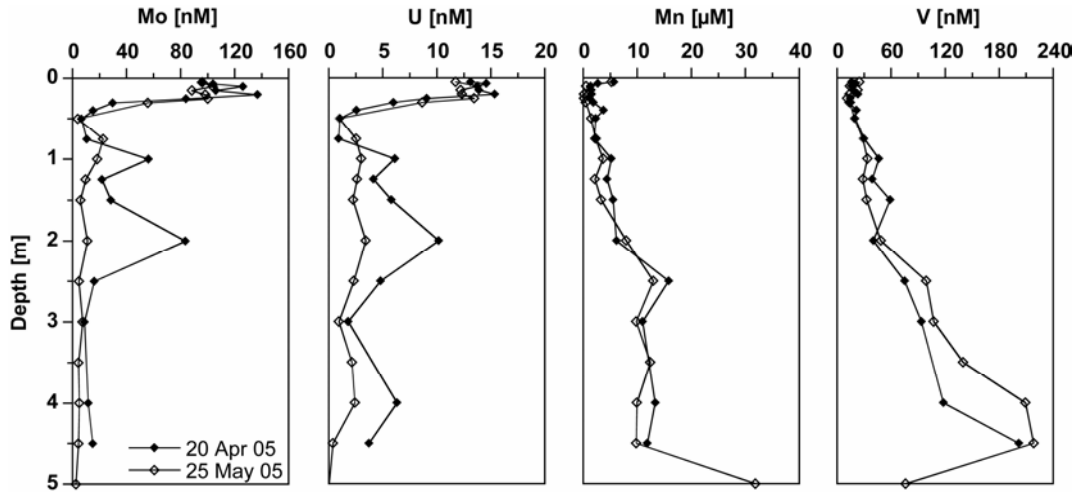 Mo [nM]
U [nM]
Mn [µM]
V [nM]
0 40 80 120 160
0 5 10 15 20
0 10 20 30 40
0 60 120 180 240
Depth [m]
0
1
2
3
4
5
20 Apr 05
25 May 05